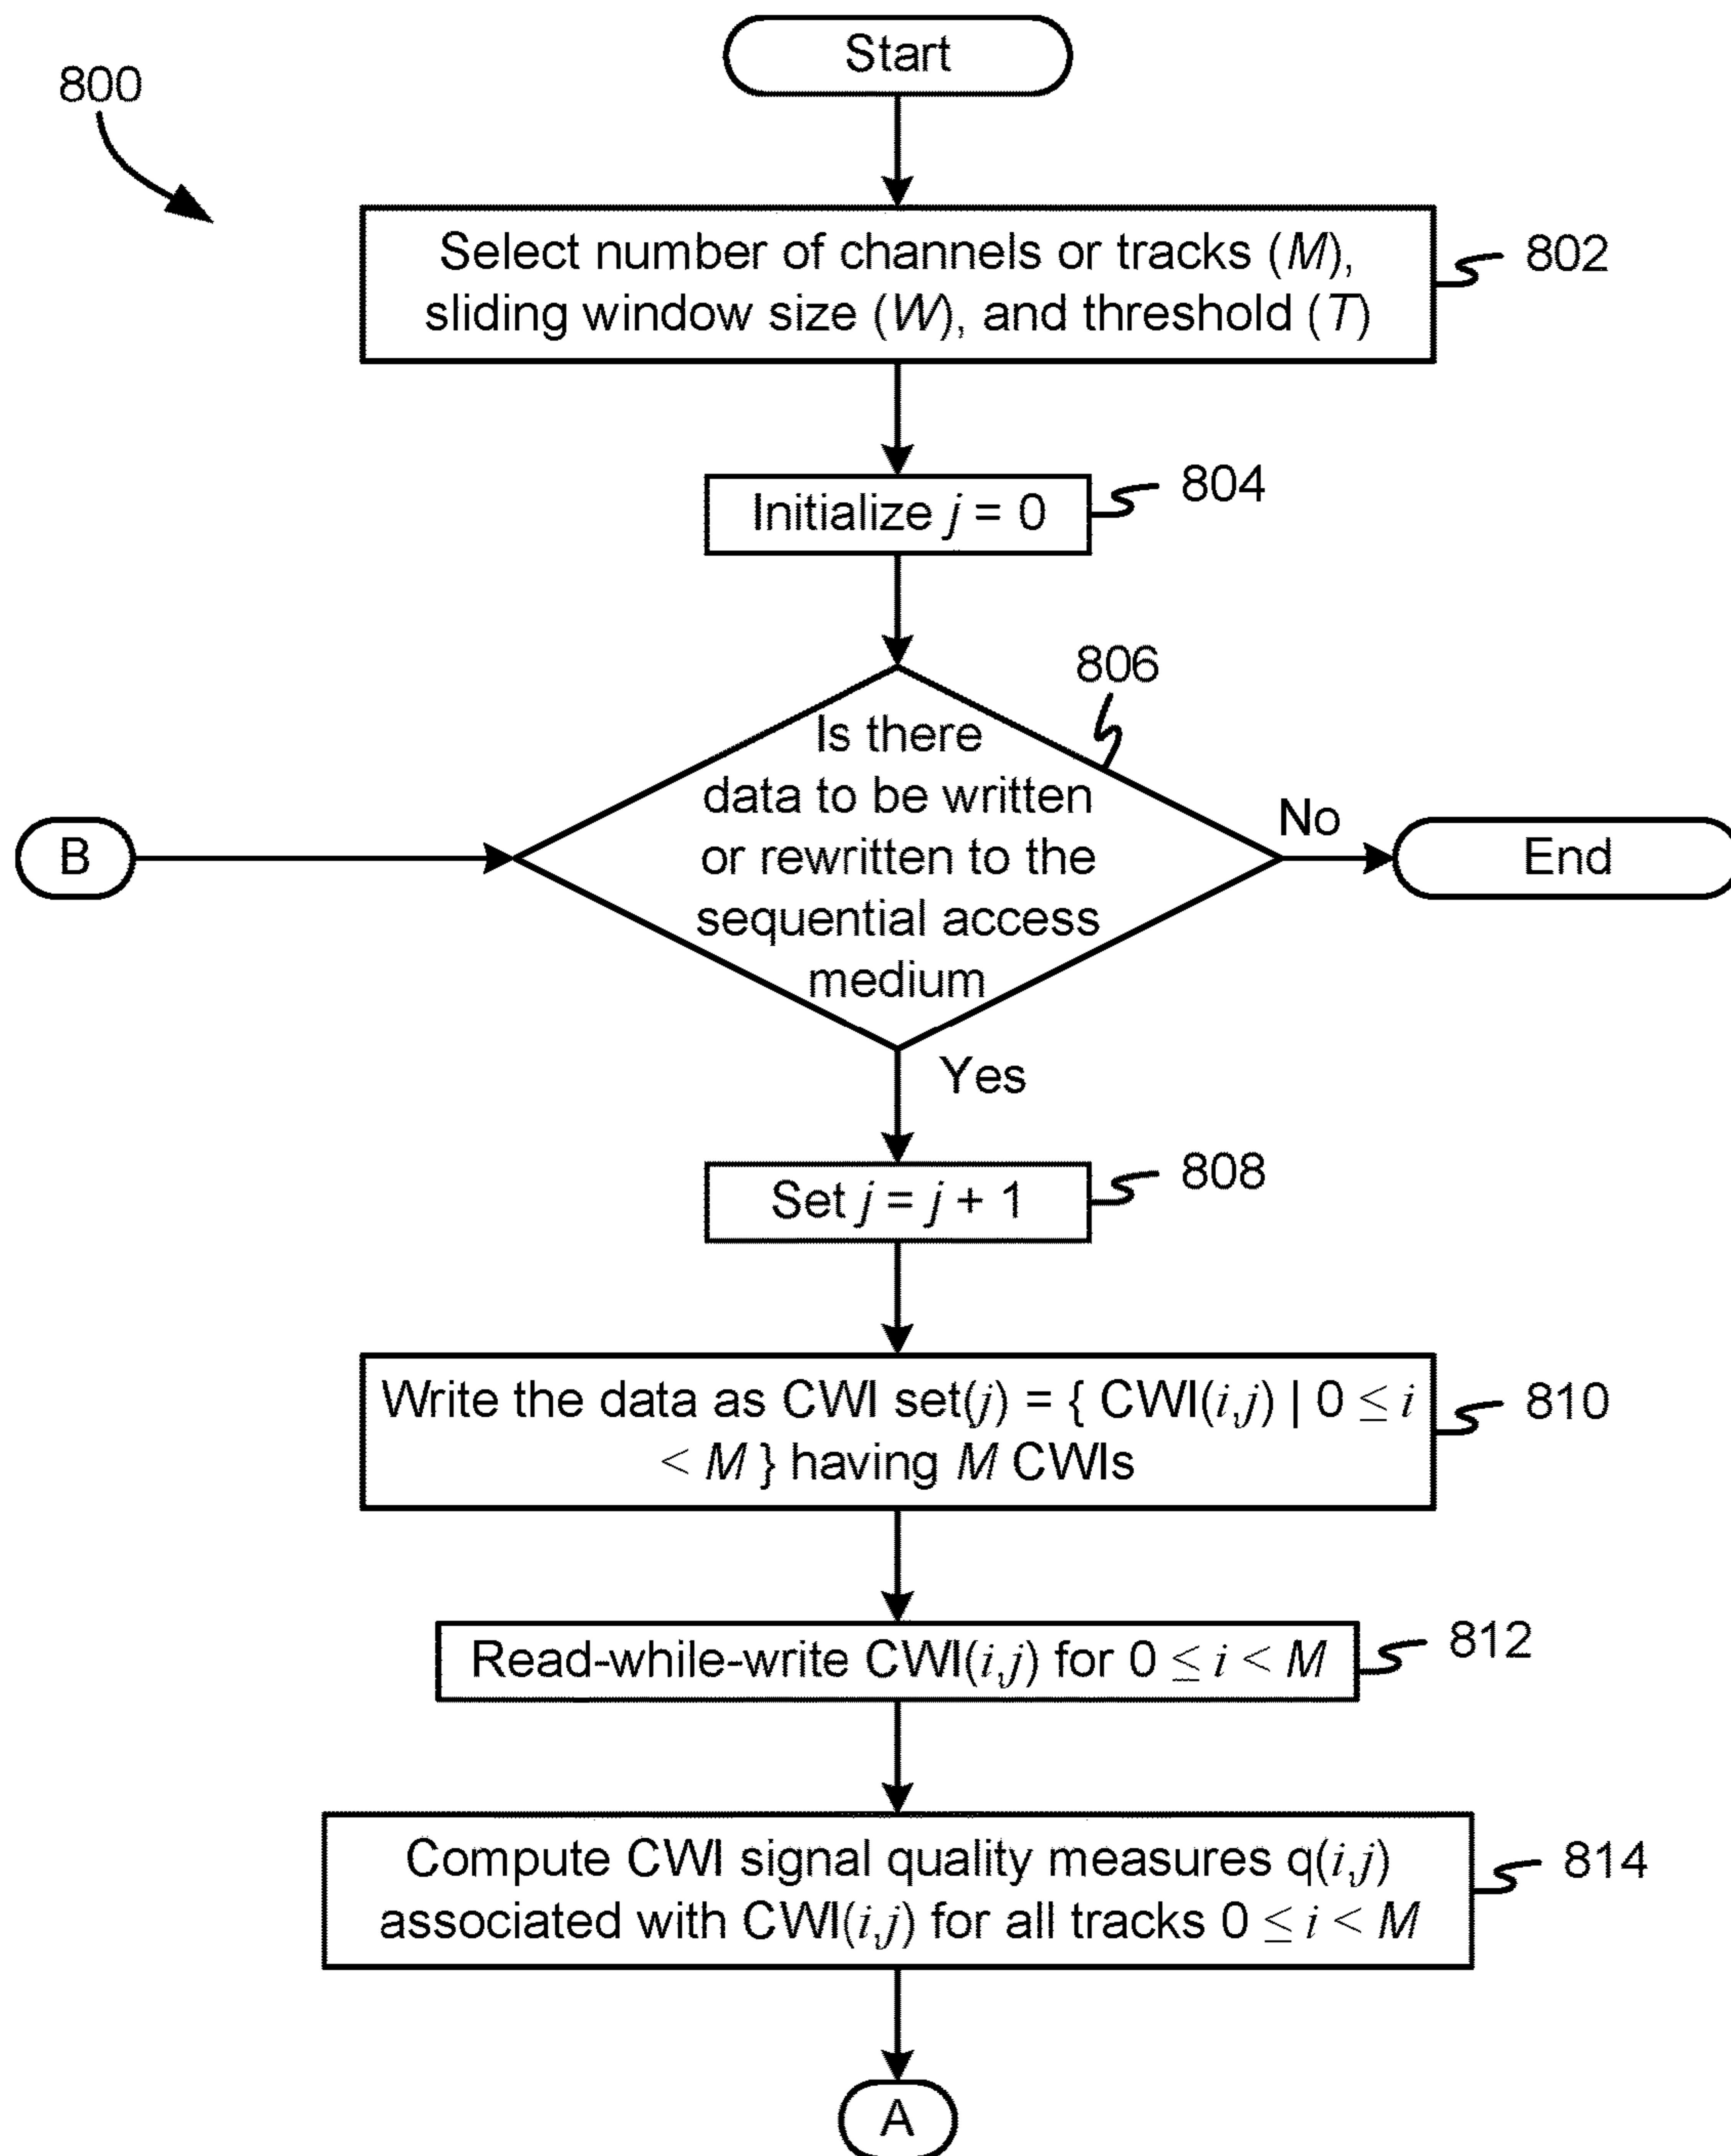 Start
800
Select number of channels or tracks (M),
sliding window size (W), and threshold (T)
802
Initialize j = 0
804
806
Is there
data to be written
or rewritten to the
sequential access
medium
B
No
End
Yes
Set j = j + 1
808
Write the data as CWI set(j) = { CWI(i,j) | 0 ≤ i
< M } having M CWIs
810
Read-while-write CWI(i,j) for 0 ≤ i < M
812
Compute CWI signal quality measures q(i,j)
associated with CWI(i,j) for all tracks 0 ≤ i < M
814
A